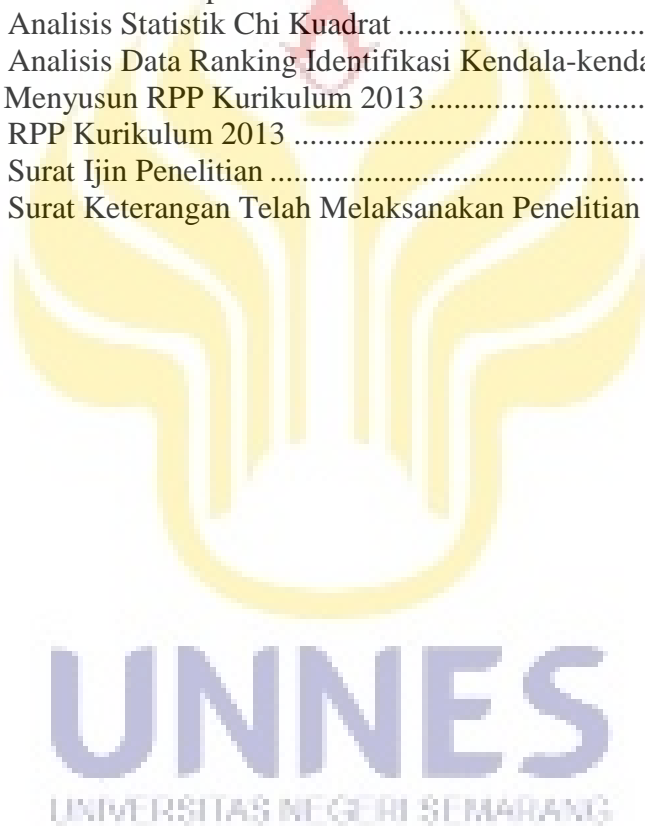 Analisis Statistik Chi Kuadrat ............................
Analisis Data Ranking Identifikasi Kendala-kenda
Menyusun RPP Kurikulum 2013 ........................
RPP Kurikulum 2013 .......................................
Surat Ijin Penelitian ..........................................
Surat Keterangan Telah Melaksanakan Penelitian
UNNES
UNIVERSITAS NEGERI SEMARANG